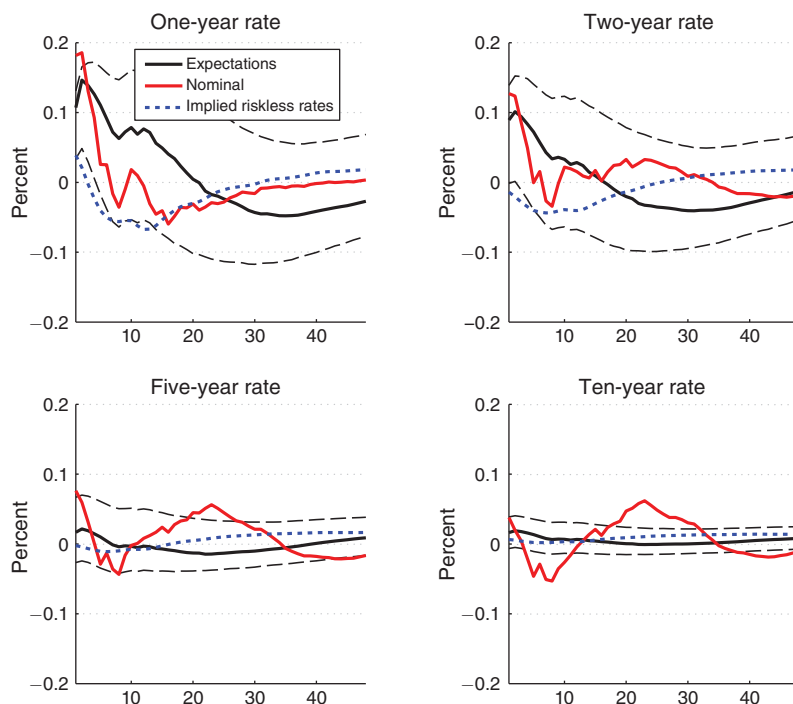 One-year rate
Two-year rate
0.2
0.1
0
−0.1
−0.2
Percent
Expectations
Nominal
Implied riskless rates
10 20 30 40
0.2
0.1
0
−0.1
−0.2
Percent
10 20 30 40
Five-year rate
Ten-year rate
0.2
0.1
0
−0.1
−0.2
Percent
10 20 30 40
0.2
0.1
0
−0.1
−0.2
Percent
10 20 30 40